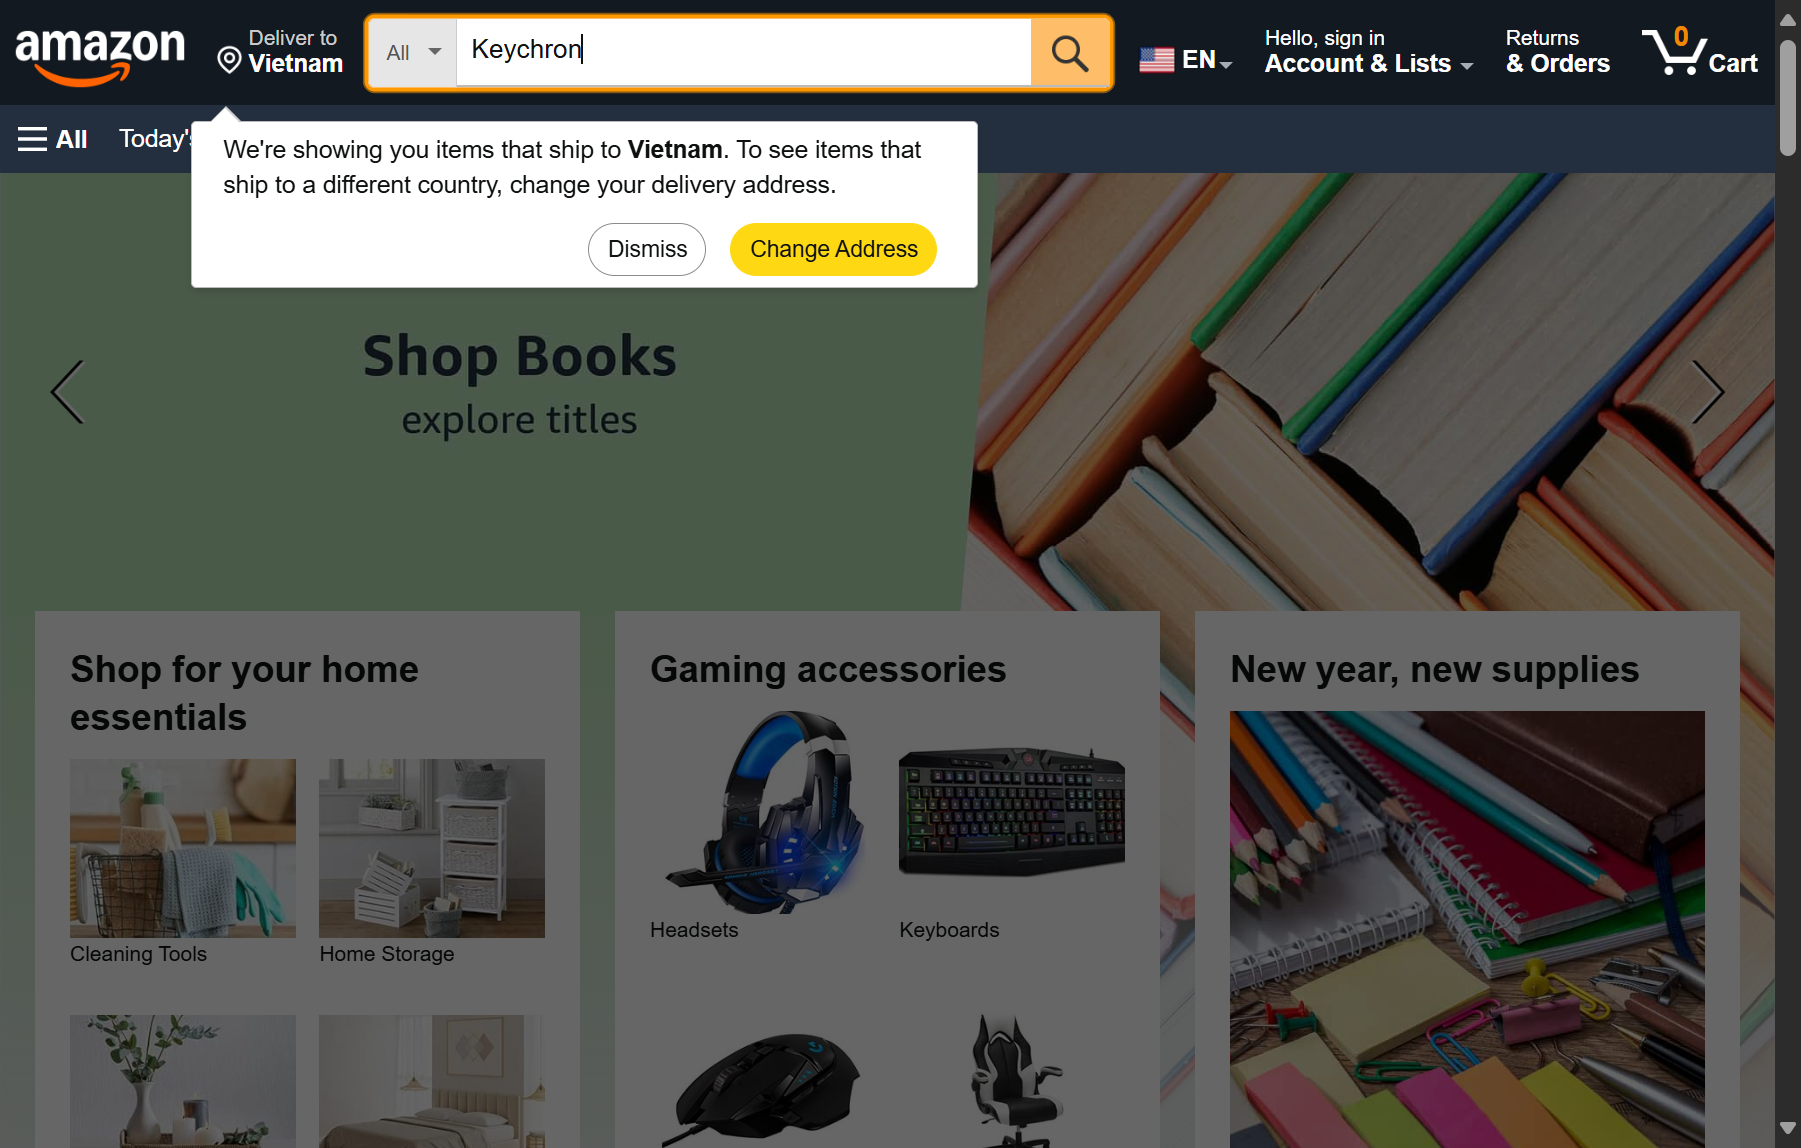 amazon
Deliver to
Vietnam
All
Keychron
EN
Hello, sign in
Account & Lists
Returns
& Orders
0
Cart
All
Today's
We're showing you items that ship to Vietnam. To see items that
ship to a different country, change your delivery address.
Dismiss
Change Address
Shop Books
explore titles
Shop for your home
essentials
Cleaning Tools
Home Storage
Gaming accessories
Headsets
Keyboards
New year, new supplies